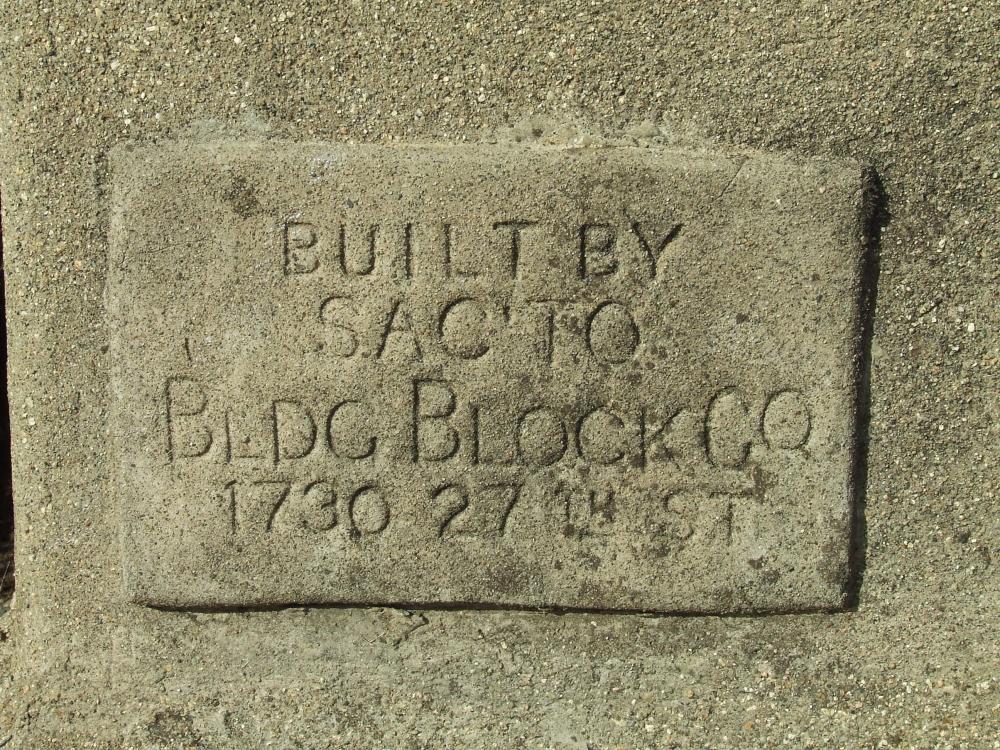 BUILT BY
SAC'TO
BLDG BLOCK CO
1730 27TH ST